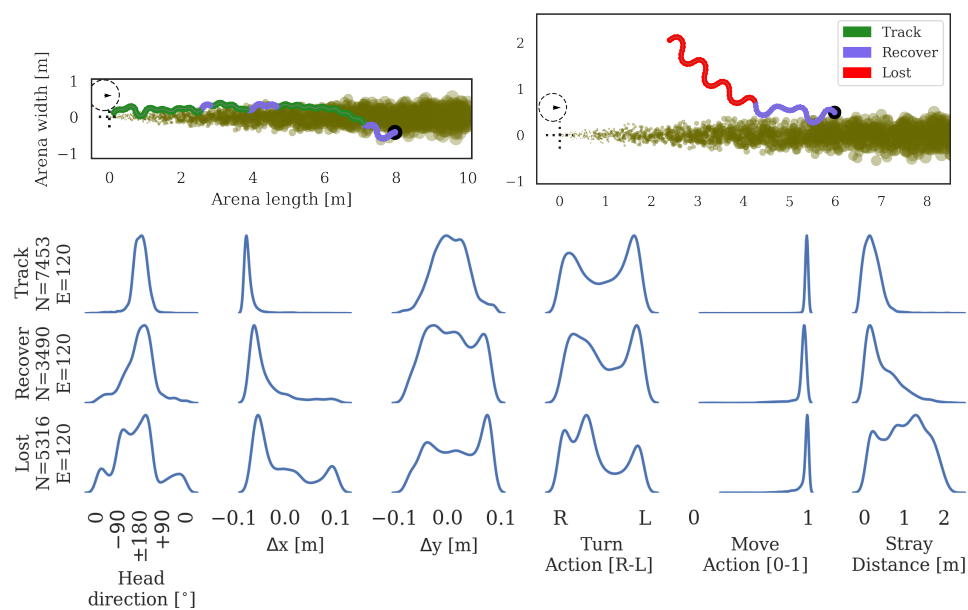 Arena width [m]
1
0
−1
0
2
4
6
8
10
Arena length [m]
2
1
0
−1
0
1
2
3
4
5
6
7
8
Track
Recover
Lost
Track
N=7453
E=120
Recover
N=3490
E=120
Lost
N=5316
E=120
0
−90
±180
+90
0
Head
direction [°]
−0.1
0.0
0.1
Δx [m]
−0.1
0.0
0.1
Δy [m]
R
L
Turn
Action [R-L]
0
1
Move
Action [0-1]
0
1
2
Stray
Distance [m]